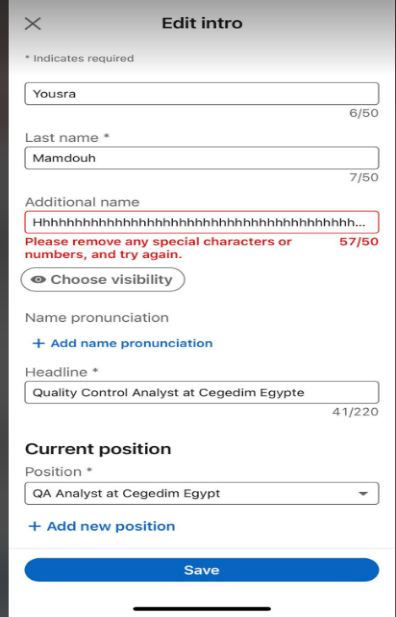 Edit intro
* Indicates required
Yousra
6/50
Last name *
Mamdouh
7/50
Additional name
Hhhhhhhhhhhhhhhhhhhhhhhhhhhhhhhhhhhhhhhh...
Please remove any special characters or 57/50
numbers, and try again.
Choose visibility
Name pronunciation
+ Add name pronunciation
Headline *
Quality Control Analyst at Cegedim Egypte
41/220
Current position
Position *
QA Analyst at Cegedim Egypt
+ Add new position
Save